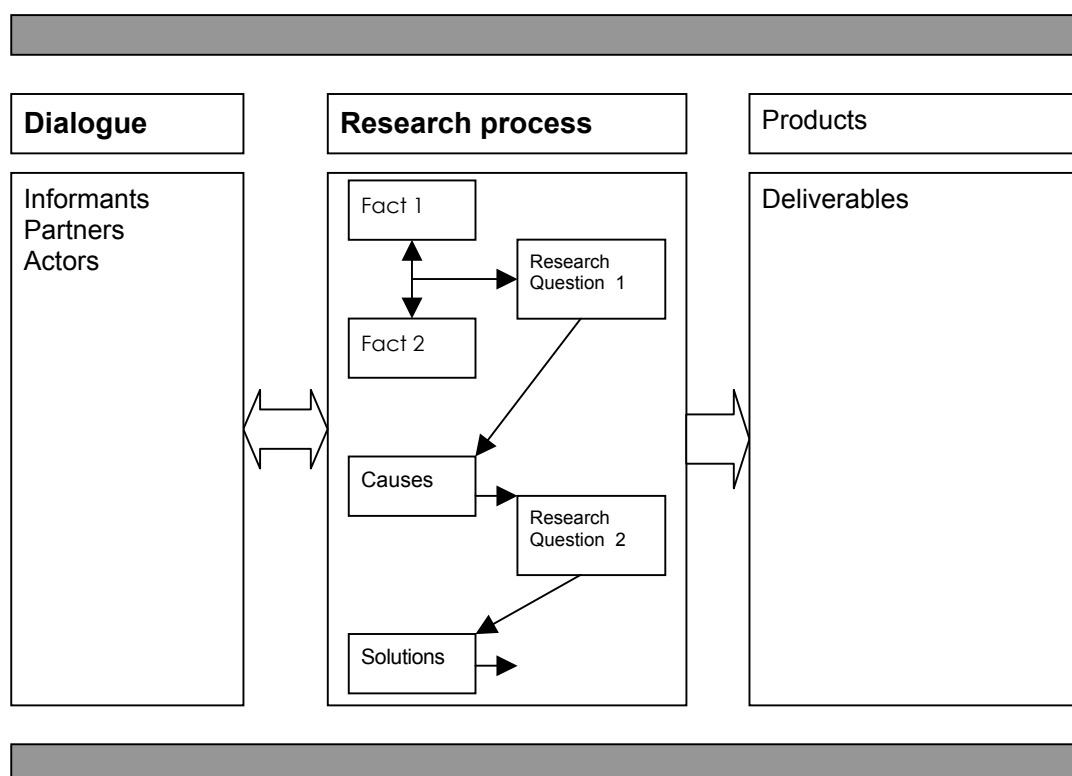 Dialogue
Research process
Products
Informants
Partners
Actors
Fact 1
Research
Question 1
Fact 2
Causes
Research
Question 2
Solutions
Deliverables